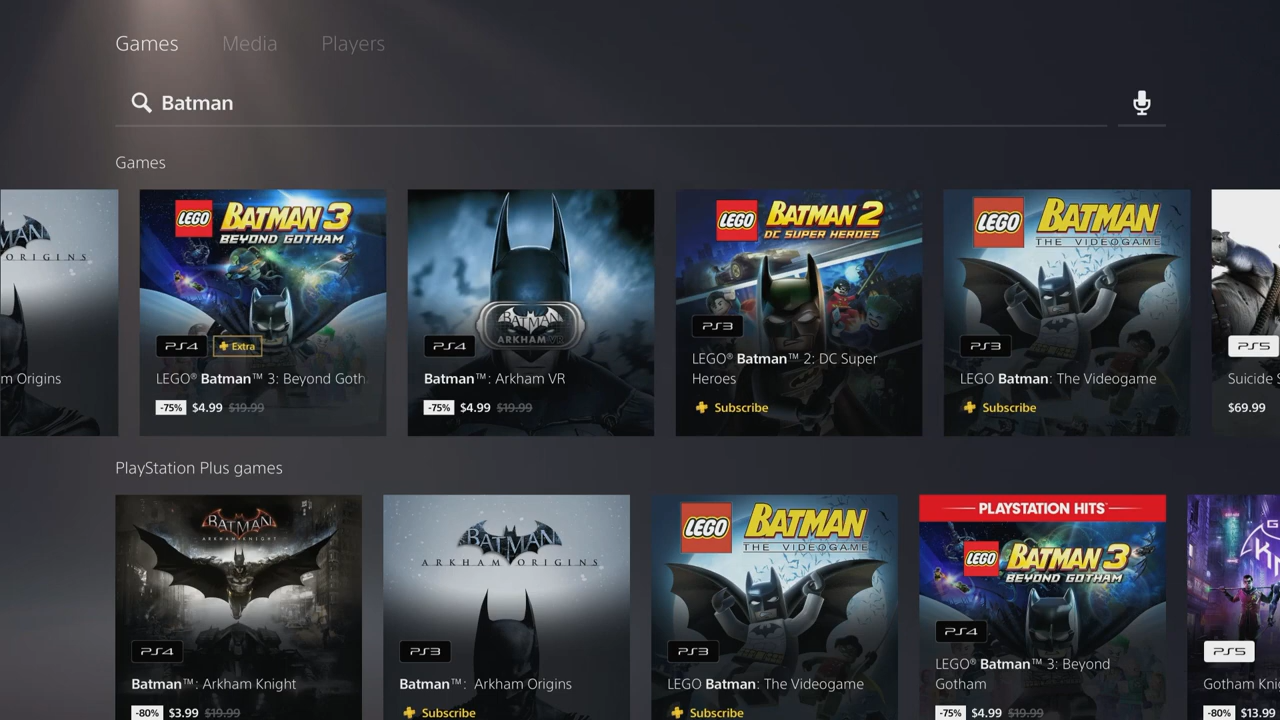 Games Media Players
Batman
Games
MAN
ORIGINS
m Origins
LEGO BATMAN 3
BEYOND GOTHAM
PS4 Extra
LEGO® Batman™ 3: Beyond Goth
-75% $4.99 $19.99
BATMAN
ARKHAM VR
PS4
Batman™: Arkham VR
-75% $4.99 $19.99
LEGO BATMAN 2
DC SUPER HEROES
PS3
LEGO® Batman™ 2: DC Super
Heroes
Subscribe
LEGO BATMAN
THE VIDEOGAME
PS3
LEGO Batman: The Videogame
Subscribe
PS5
Suicide S
$69.99
PlayStation Plus games
BATMAN
ARKHAM KNIGHT
PS4
Batman™: Arkham Knight
-80% $3.99 $19.99
BATMAN
ARKHAM ORIGINS
PS3
Batman™: Arkham Origins
Subscribe
LEGO BATMAN
THE VIDEOGAME
PS3
LEGO Batman: The Videogame
Subscribe
PLAYSTATION HITS
LEGO BATMAN 3
BEYOND GOTHAM
PS4
LEGO® Batman™ 3: Beyond
Gotham
-75% $4.99 $19.99
G
KN
PS5
Gotham Knig
-80% $13.99